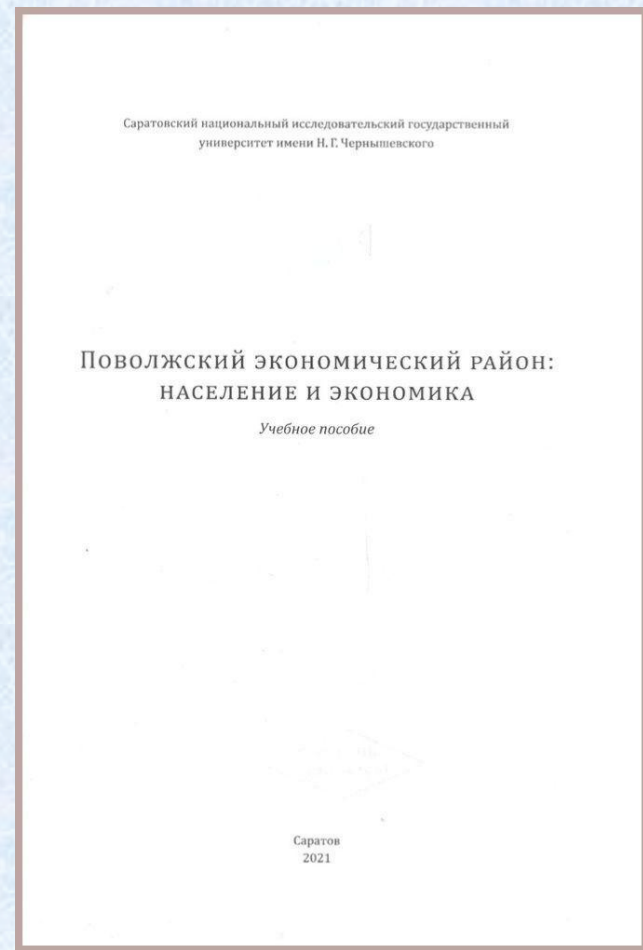 Саратовский национальный исследовательский государственный
университет имени Н. Г. Чернышевского
Поволжский экономический район:
население и экономика
Учебное пособие
Саратов
2021